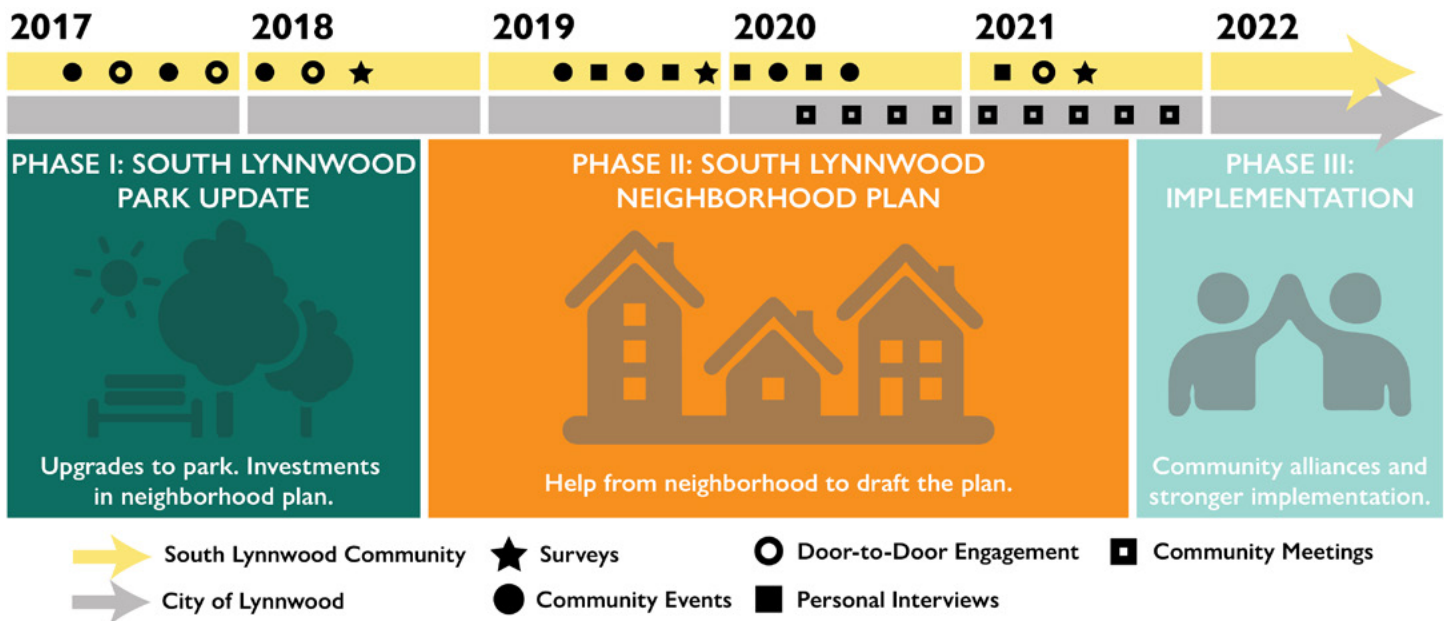 2017 2018 2019 2020 2021 2022
PHASE I: SOUTH LYNNWOOD
PARK UPDATE
Upgrades to park. Investments
in neighborhood plan.
PHASE II: SOUTH LYNNWOOD
NEIGHBORHOOD PLAN
Help from neighborhood to draft the plan.
PHASE III:
IMPLEMENTATION
Community alliances and
stronger implementation.
South Lynnwood Community
Surveys
Door-to-Door Engagement
Community Meetings
City of Lynnwood
Community Events
Personal Interviews